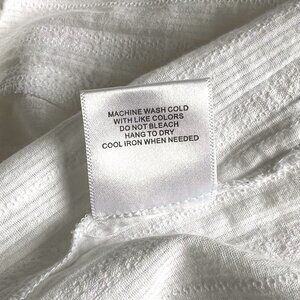 MACHINE WASH COLD
WITH LIKE COLORS
DO NOT BLEACH
HANG TO DRY
COOL IRON WHEN NEEDED